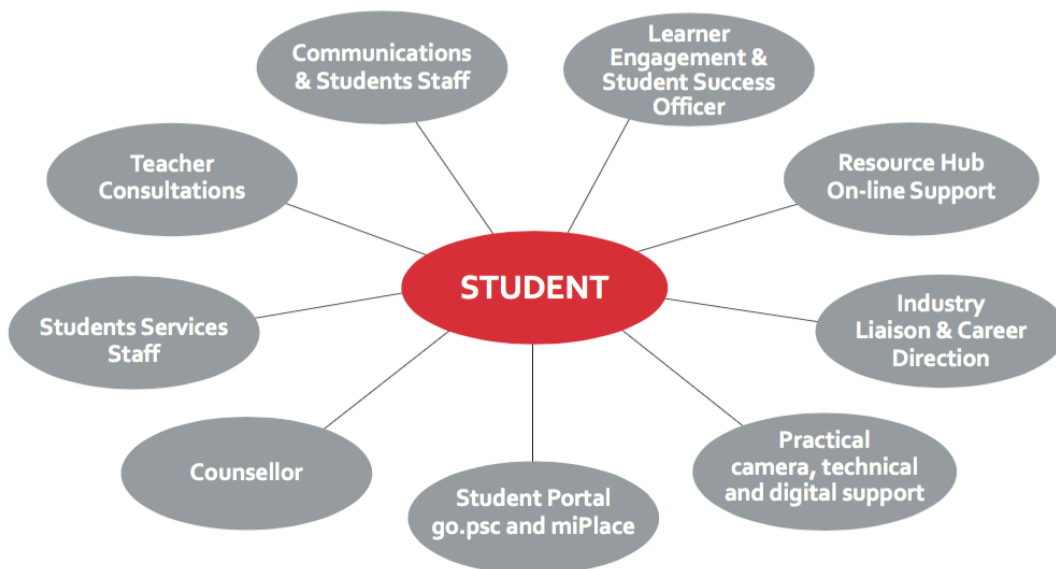 Communications
& Students Staff
Learner
Engagement &
Student Success
Officer
Teacher
Consultations
Resource Hub
On-line Support
STUDENT
Students Services
Staff
Industry
Liaison & Career
Direction
Counsellor
Student Portal
go.psc and miPlace
Practical
camera, technical
and digital support